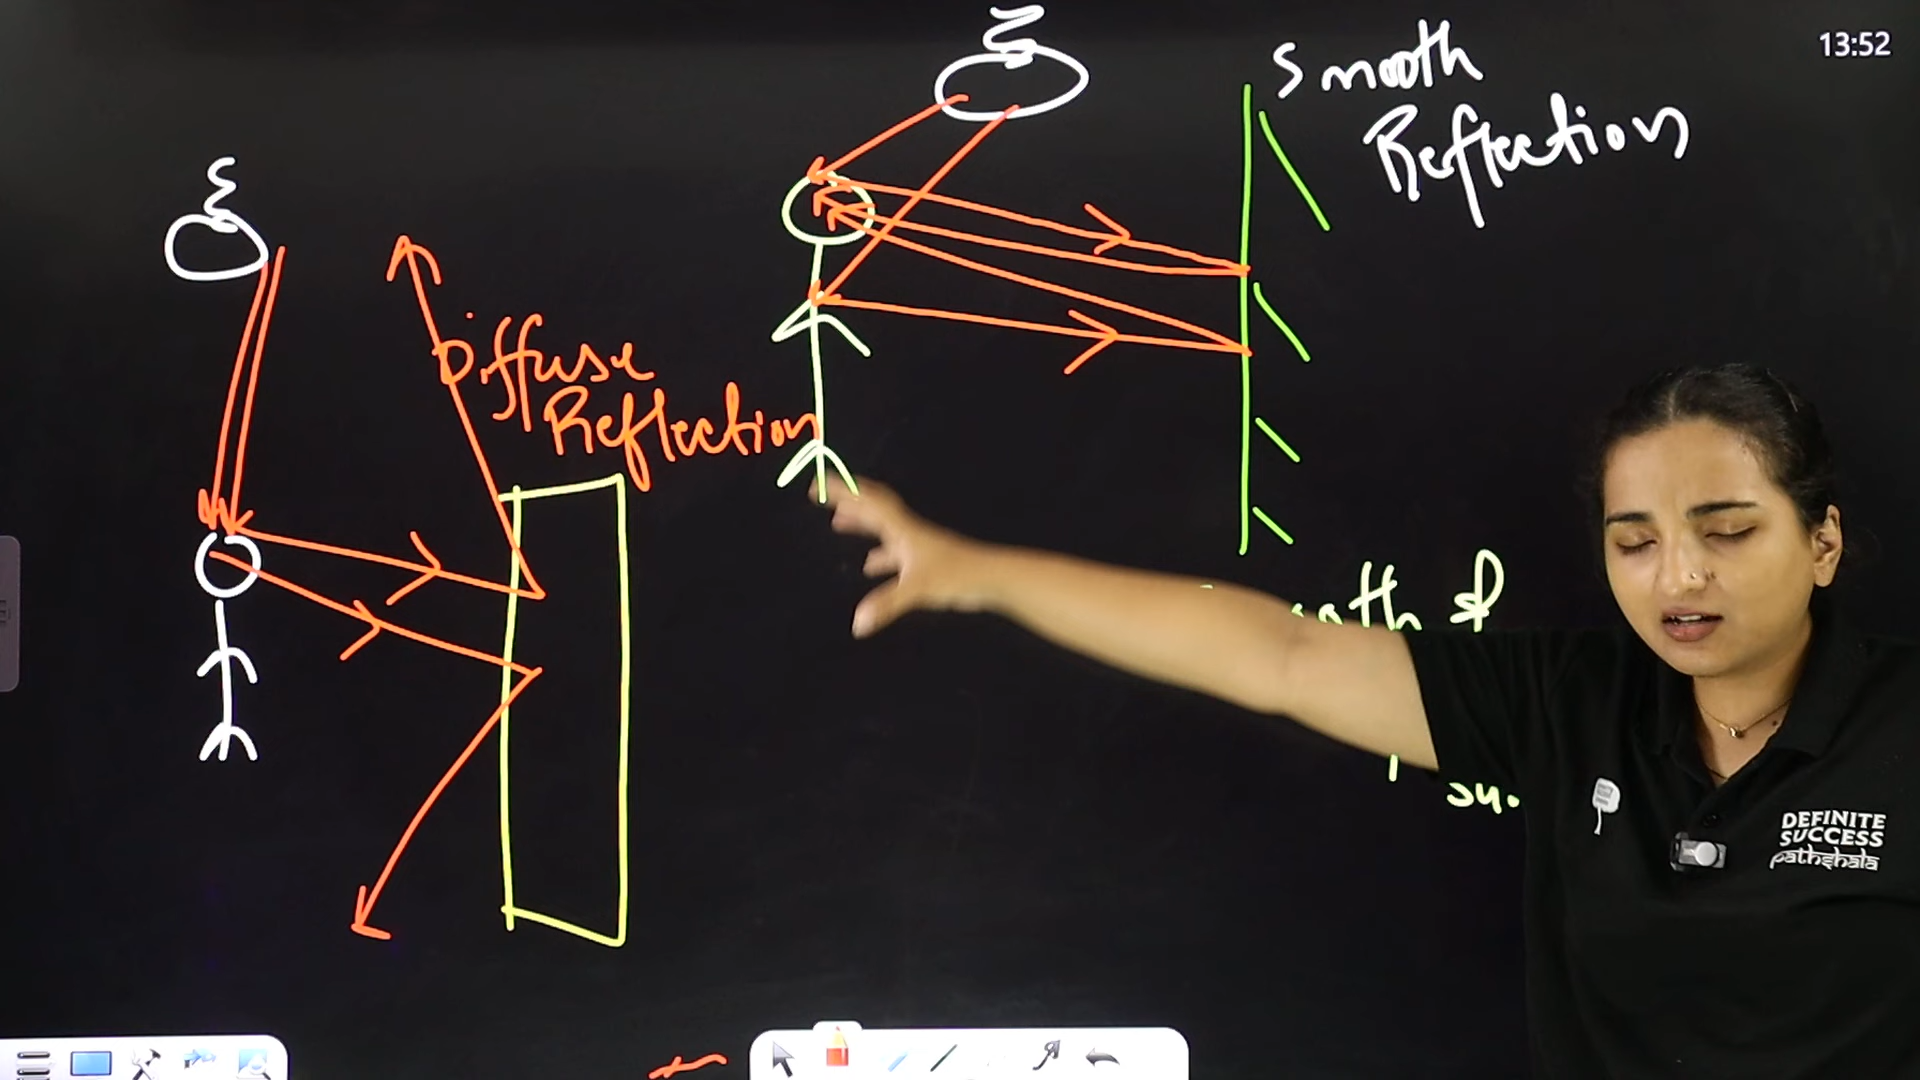 13:52
Smooth
Reflection
Diffuse
Reflection
DEFINITE
SUCCESS
pathshala